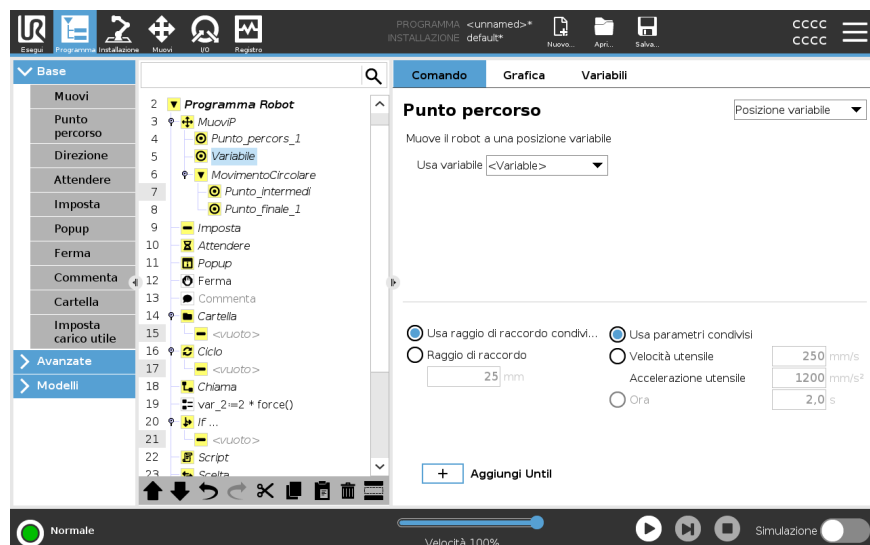 PROGRAMMA <unnamed>*
INSTALLAZIONE default*
Nuovo... Apri... Salva...
CCCC
CCCC
Esegui Programma Installazione Muovi I/O Registro
Base
Muovi
Punto
percorso
Direzione
Attendere
Imposta
Popup
Ferma
Commenta
Cartella
Imposta
carico utile
Avanzate
Modelli
2 Programma Robot
3 MuoviP
4 Punto_percors_1
5 Variabile
6 MovimentoCircolare
7 Punto_intermedi
8 Punto_finale_1
9 Imposta
10 Attendere
11 Popup
12 Ferma
13 Commenta
14 Cartella
15 <vuoto>
16 Ciclo
17 <vuoto>
18 Chiama
19 var_2:=2 * force()
20 If ...
21 <vuoto>
22 Script
23 Scelta
Comando Grafica Variabili
Punto percorso
Posizione variabile
Muove il robot a una posizione variabile
Usa variabile <Variable>
Usa raggio di raccordo condivi...
Raggio di raccordo
25 mm
Usa parametri condivisi
Velocità utensile 250 mm/s
Accelerazione utensile 1200 mm/s²
Ora 2,0 s
+ Aggiungi Until
Normale
Velocità 100%
Simulazione